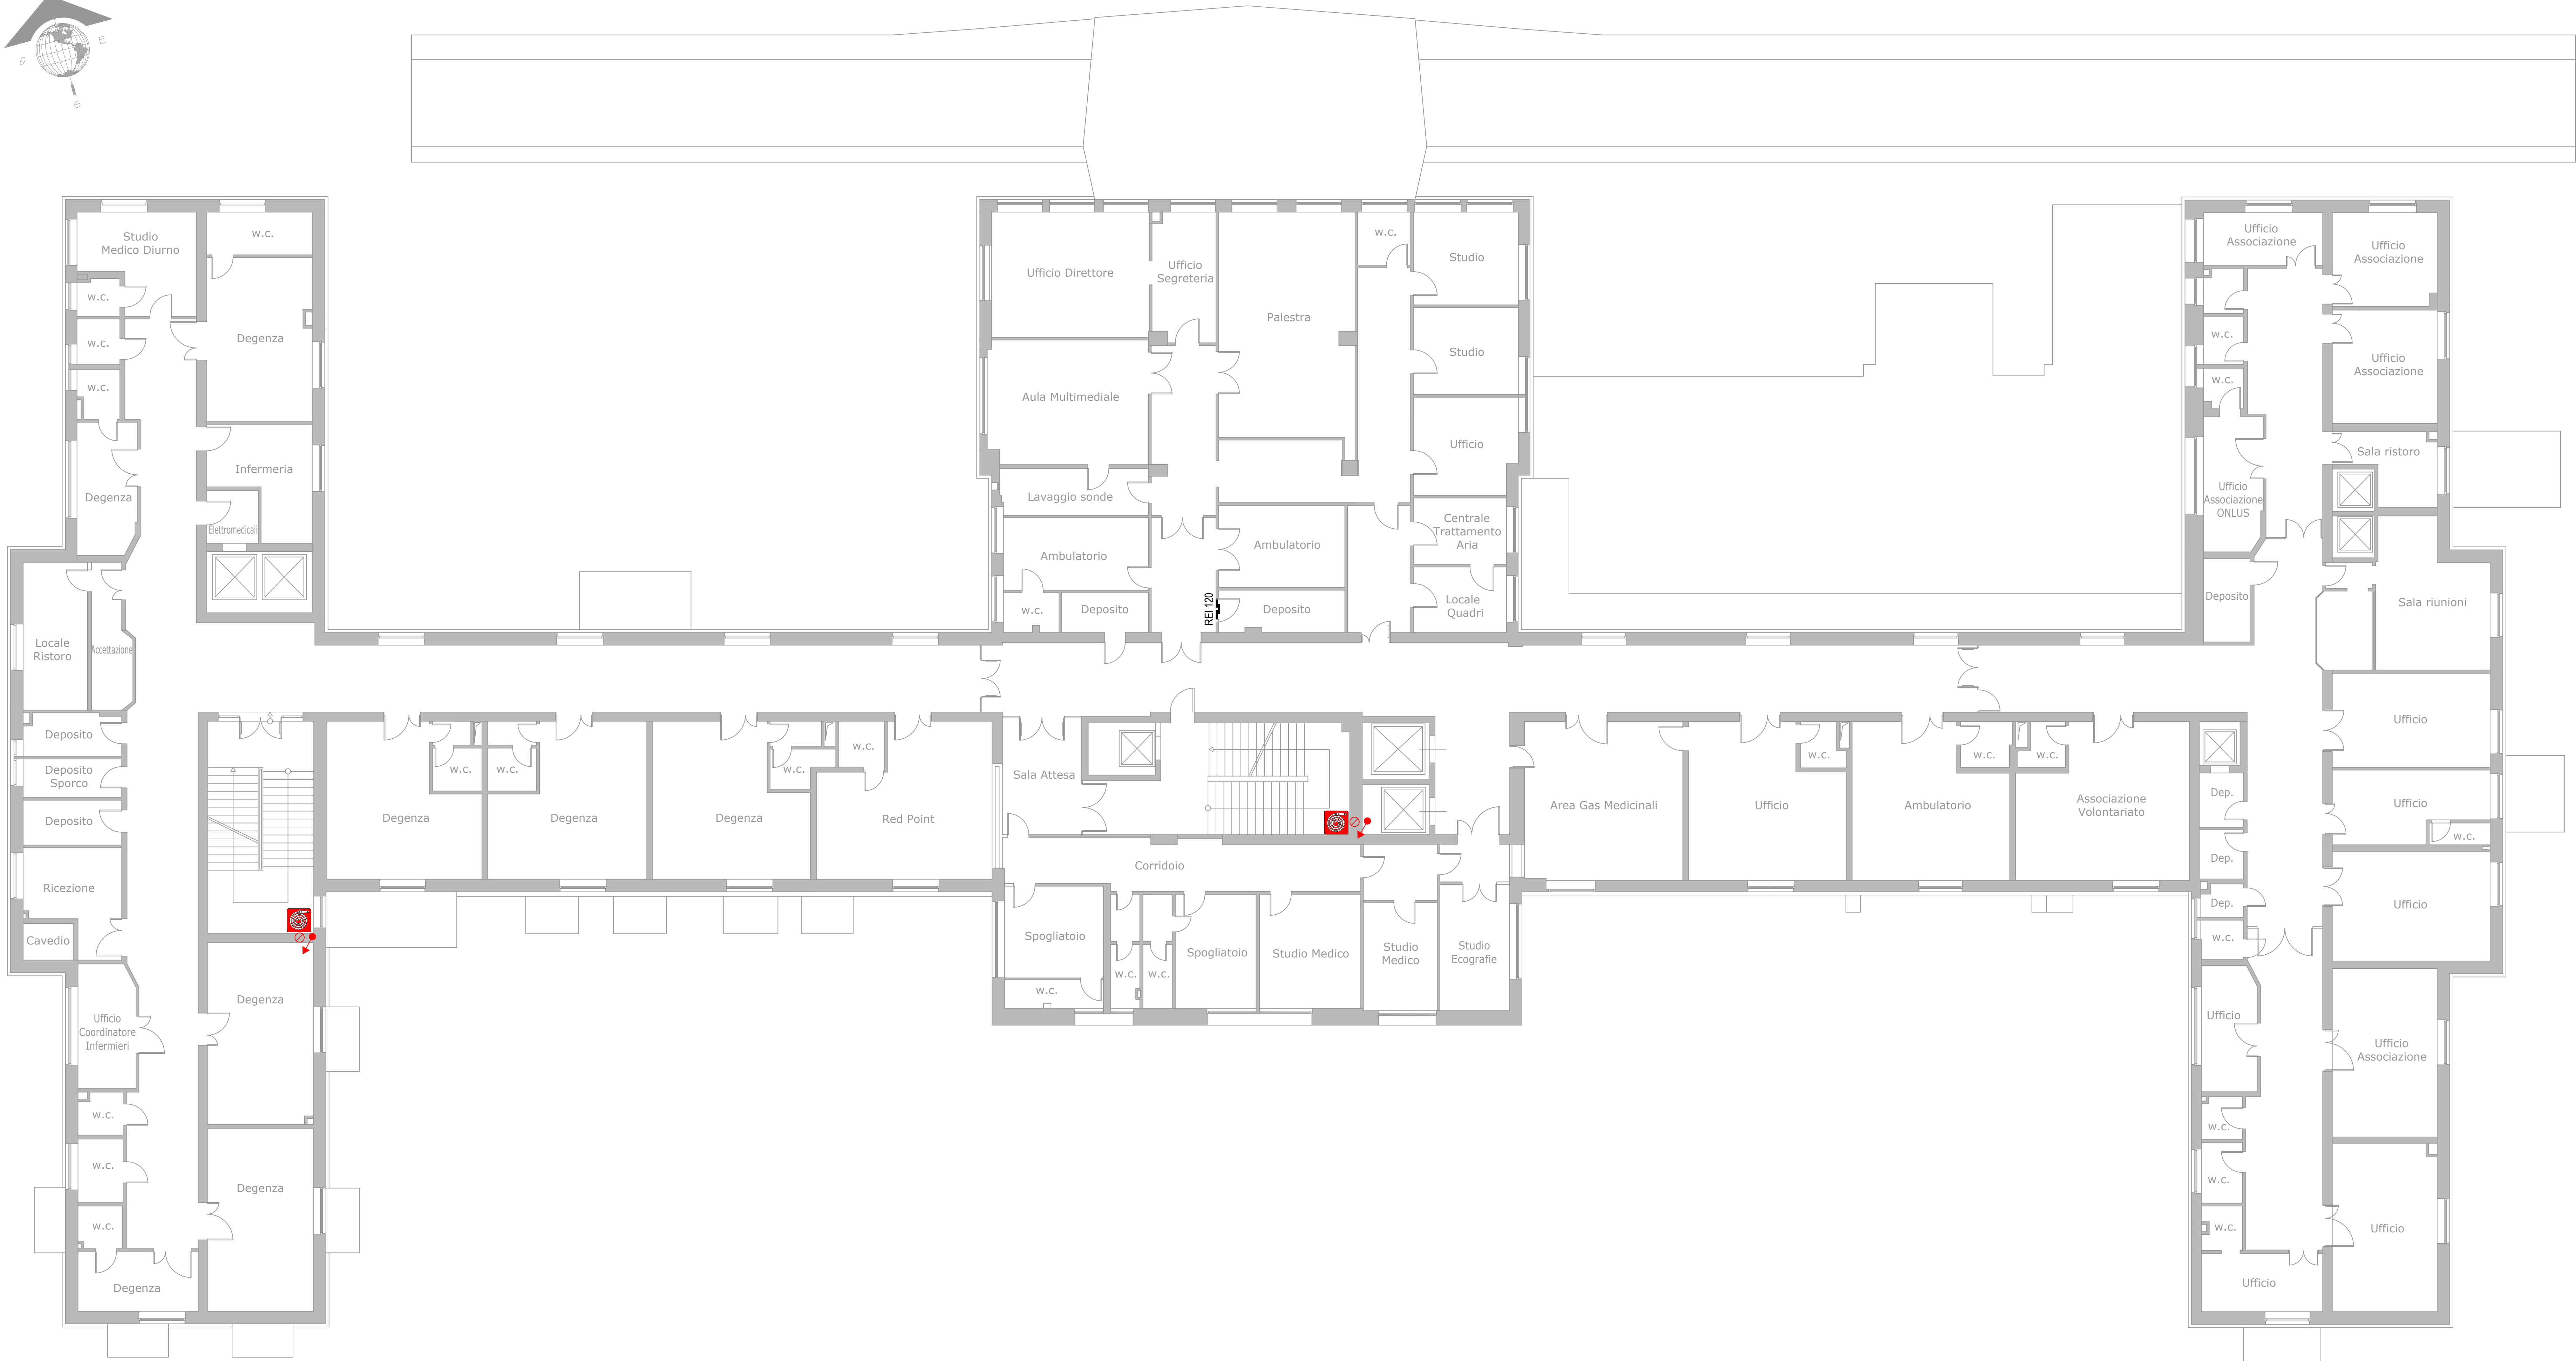 E
O
S
Studio
Medico Diurno
w.c.
w.c.
w.c.
w.c.
Degenza
Infermeria
Degenza
Elettromedicali
Locale
Ristoro
Accettazione
Deposito
Deposito
Sporco
Deposito
Ricezione
Cavedio
Ufficio
Coordinatore
Infermieri
w.c.
w.c.
w.c.
Degenza
Degenza
Degenza
Degenza
w.c.
w.c.
Degenza
Degenza
w.c.
w.c.
Red Point
Ufficio Direttore
Ufficio
Segreteria
Palestra
w.c.
Studio
Studio
Aula Multimediale
Ufficio
Lavaggio sonde
Centrale
Trattamento
Aria
Ambulatorio
Ambulatorio
w.c.
Deposito
REI 120
Deposito
Locale
Quadri
Sala Attesa
Corridoio
Spogliatoio
w.c.
w.c.
w.c.
Spogliatoio
Studio Medico
Studio
Medico
Studio
Ecografie
Area Gas Medicinali
Ufficio
w.c.
Ambulatorio
w.c.
w.c.
Associazione
Volontariato
Ufficio
Associazione
Ufficio
Associazione
w.c.
Ufficio
Associazione
w.c.
Sala ristoro
Ufficio
Associazione
ONLUS
Deposito
Sala riunioni
Ufficio
Dep.
Ufficio
w.c.
Dep.
Dep.
Ufficio
w.c.
Ufficio
Ufficio
Associazione
w.c.
w.c.
w.c.
Ufficio
Ufficio